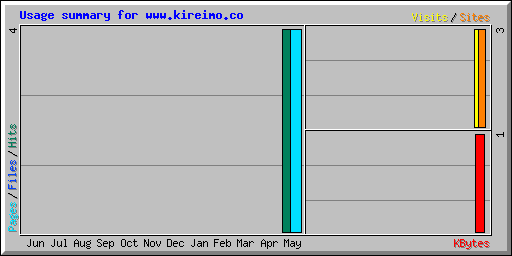 Usage summary for www.kireimo.co
Visits / Sites
4
3
1
Pages / Files / Hits
Jun Jul Aug Sep Oct Nov Dec Jan Feb Mar Apr May
KBytes